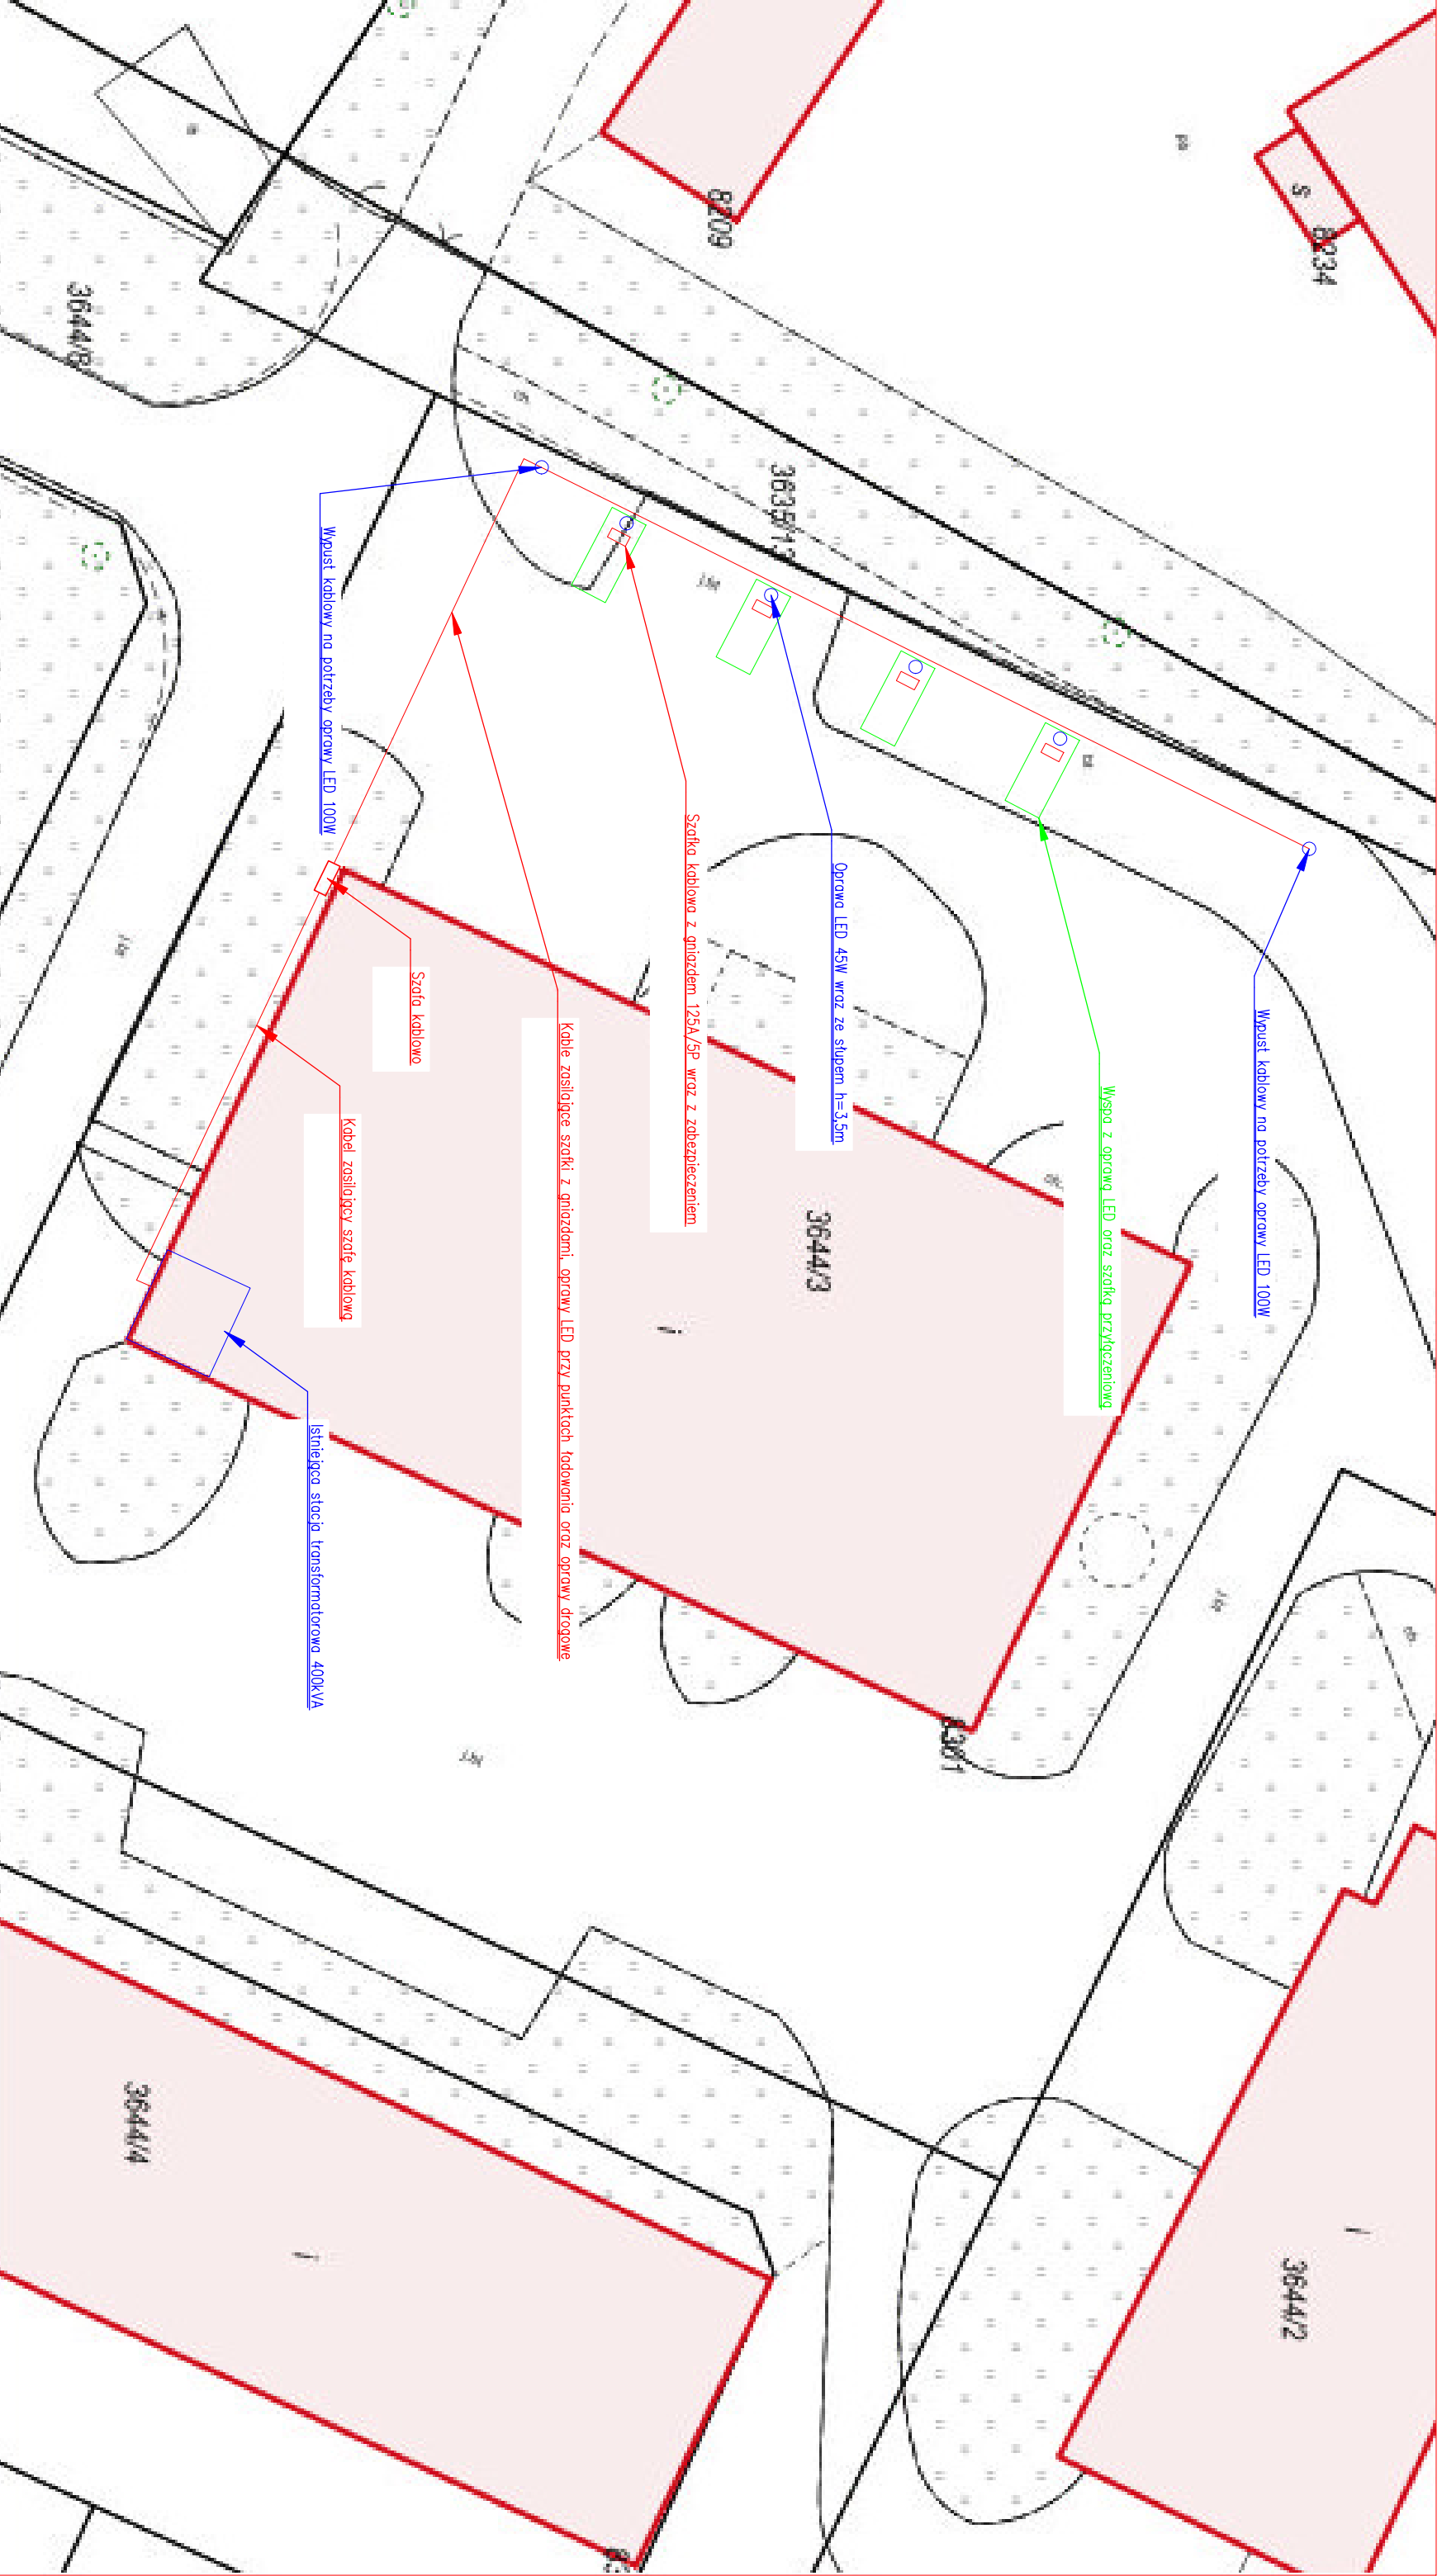 8234
s
8209
3635/13
3644/8
Wypust kablowy na potrzeby oprawy LED 100W
Wyspa z oprawą LED oraz szafką przyłączeniową
Oprawa LED 45W wraz ze słupem h=3,5m
Szafka kablowa z gniazdem 125A/5P wraz z zabezpieczeniem
Kable zasilające szafki z gniazdami, oprawy LED przy punktach ładowania oraz oprawy drogowe
Szafa kablowa
Kabel zasilający szafę kablową
Wypust kablowy na potrzeby oprawy LED 100W
Istniejąca stacja transformatorowa 400kVA
3644/3
i
8301
3644/2
i
3644/4
i